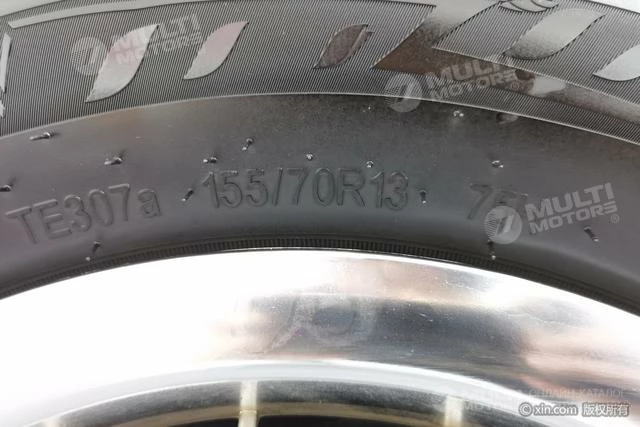 MULTI
MOTORS®
MULTI
MOTORS®
TE307a 155/70R13
MULTI
MOTORS®
©xin.com 版权所有